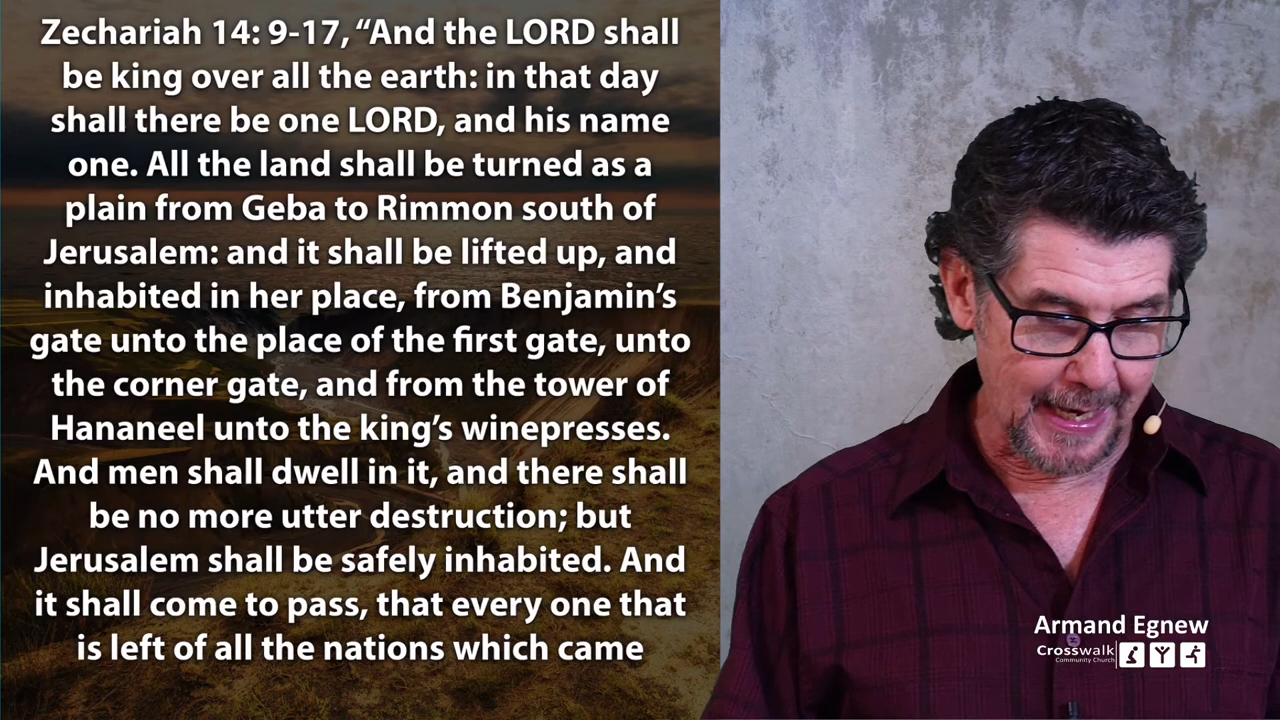 Zechariah 14: 9-17, “And the LORD shall
be king over all the earth: in that day
shall there be one LORD, and his name
one. All the land shall be turned as a
plain from Geba to Rimmon south of
Jerusalem: and it shall be lifted up, and
inhabited in her place, from Benjamin’s
gate unto the place of the first gate, unto
the corner gate, and from the tower of
Hananeel unto the king’s winepresses.
And men shall dwell in it, and there shall
be no more utter destruction; but
Jerusalem shall be safely inhabited. And
it shall come to pass, that every one that
is left of all the nations which came
Armand Egnew
Crosswalk
Community Church